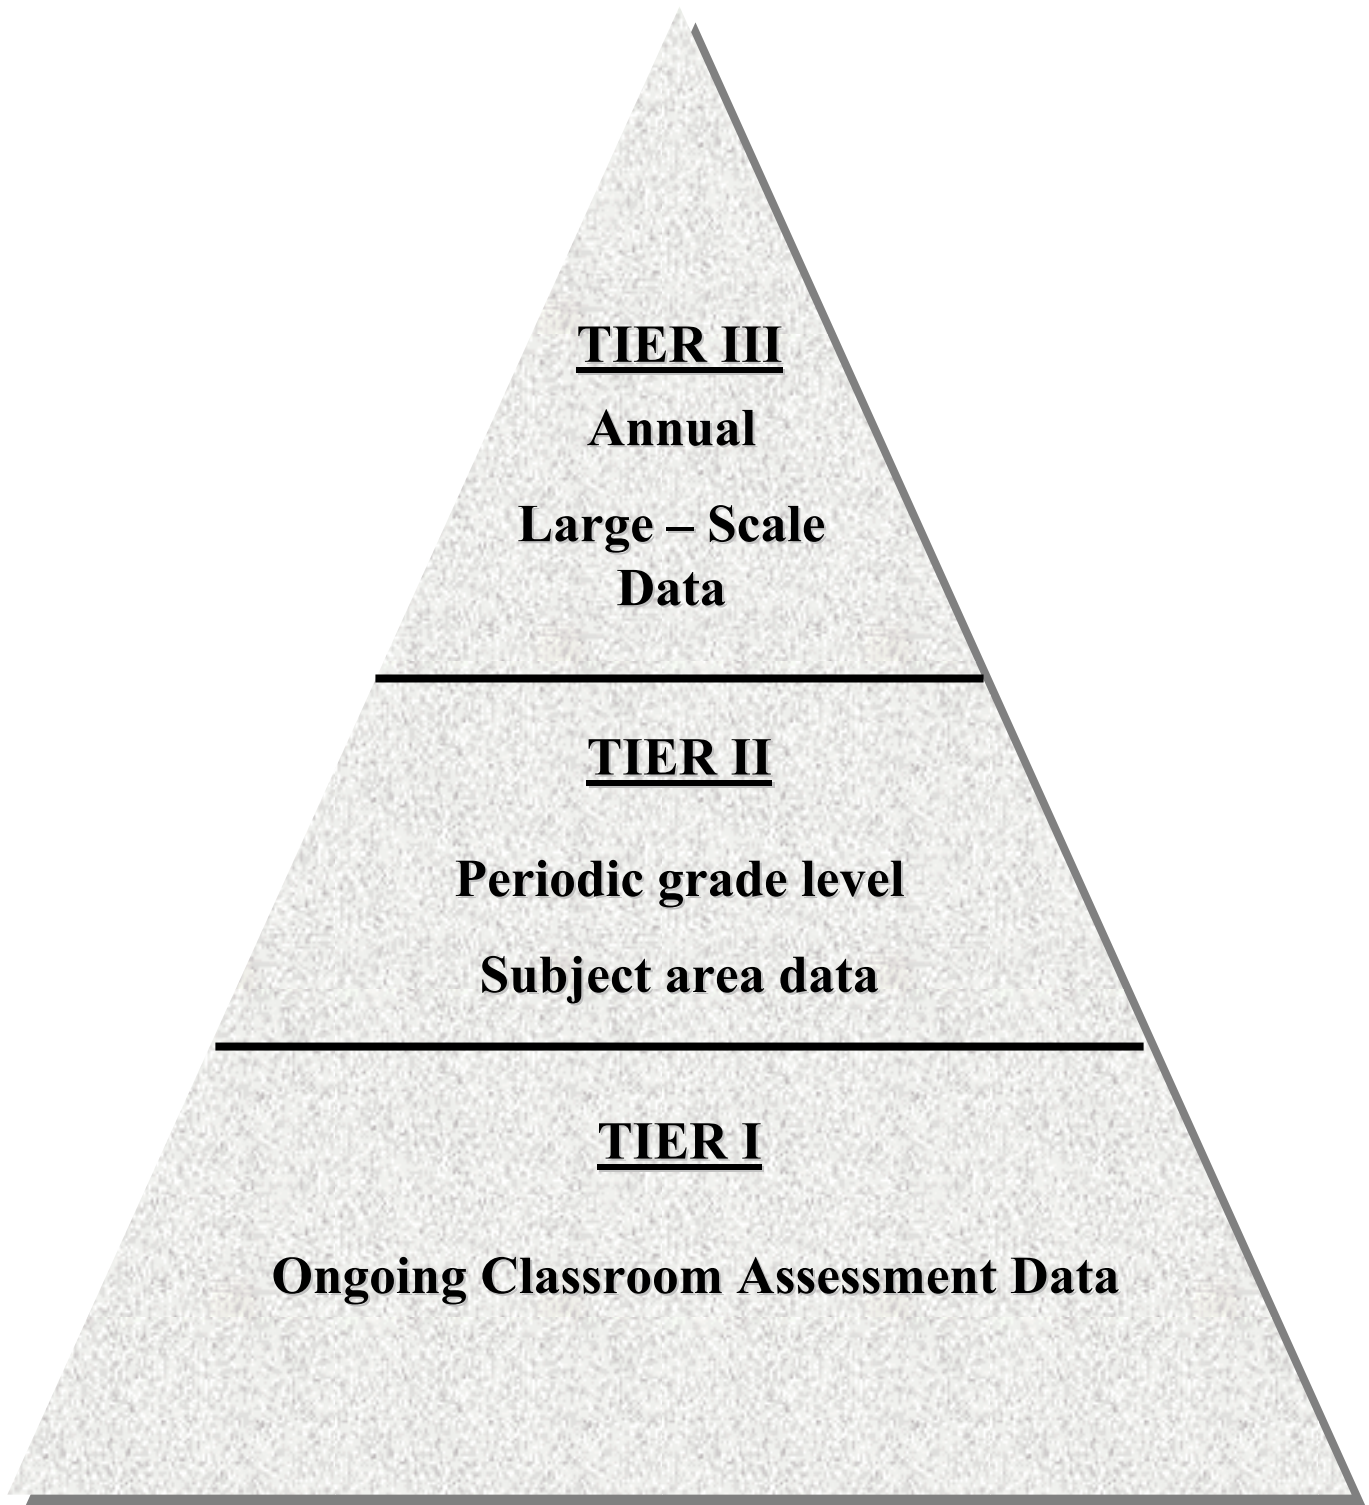 TIER III
Annual
Large – Scale
Data
TIER II
Periodic grade level
Subject area data
TIER I
Ongoing Classroom Assessment Data